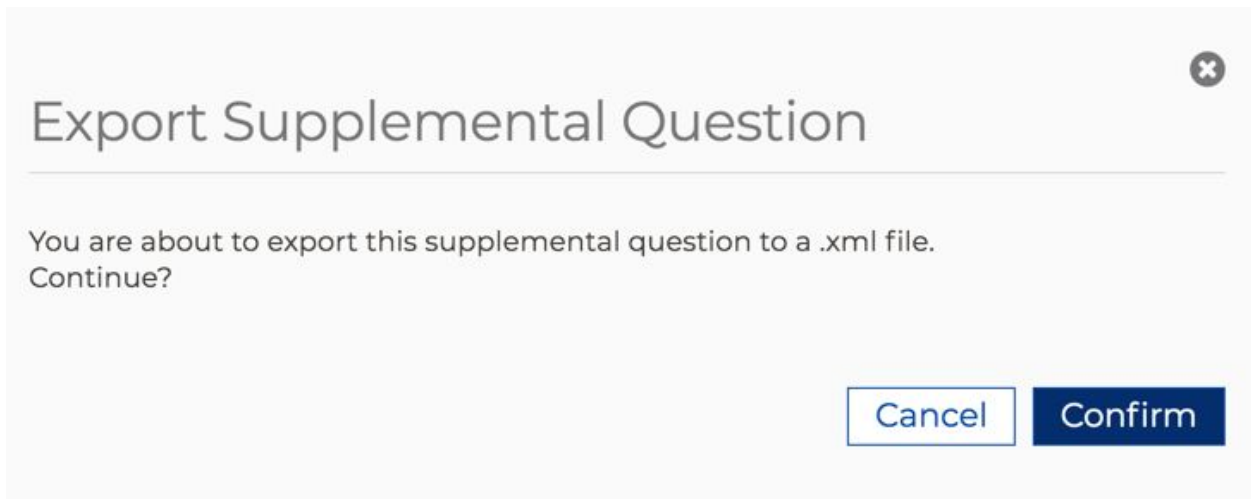 Export Supplemental Question
You are about to export this supplemental question to a .xml file.
Continue?
Cancel
Confirm